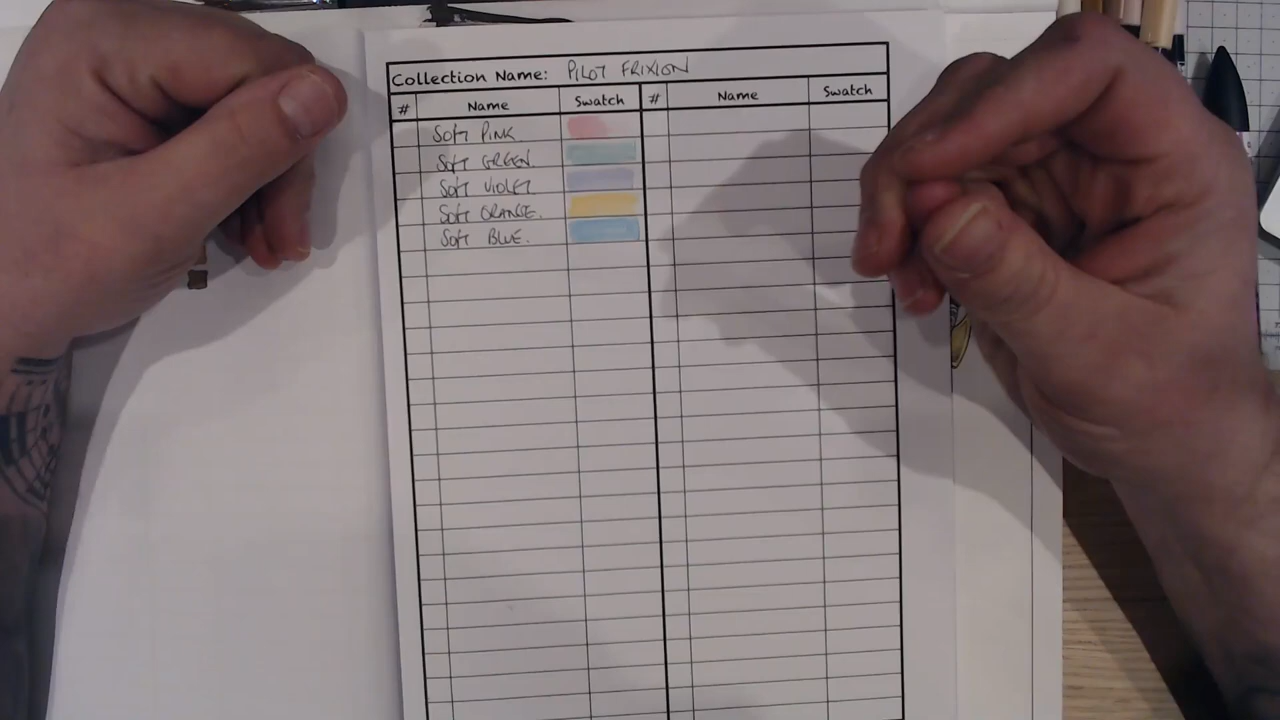 Collection Name: PILOT FRIXION
# Name Swatch # Name Swatch
Soft PINK
Soft GREEN.
Soft VIOLET
Soft ORANGE.
Soft BLUE.